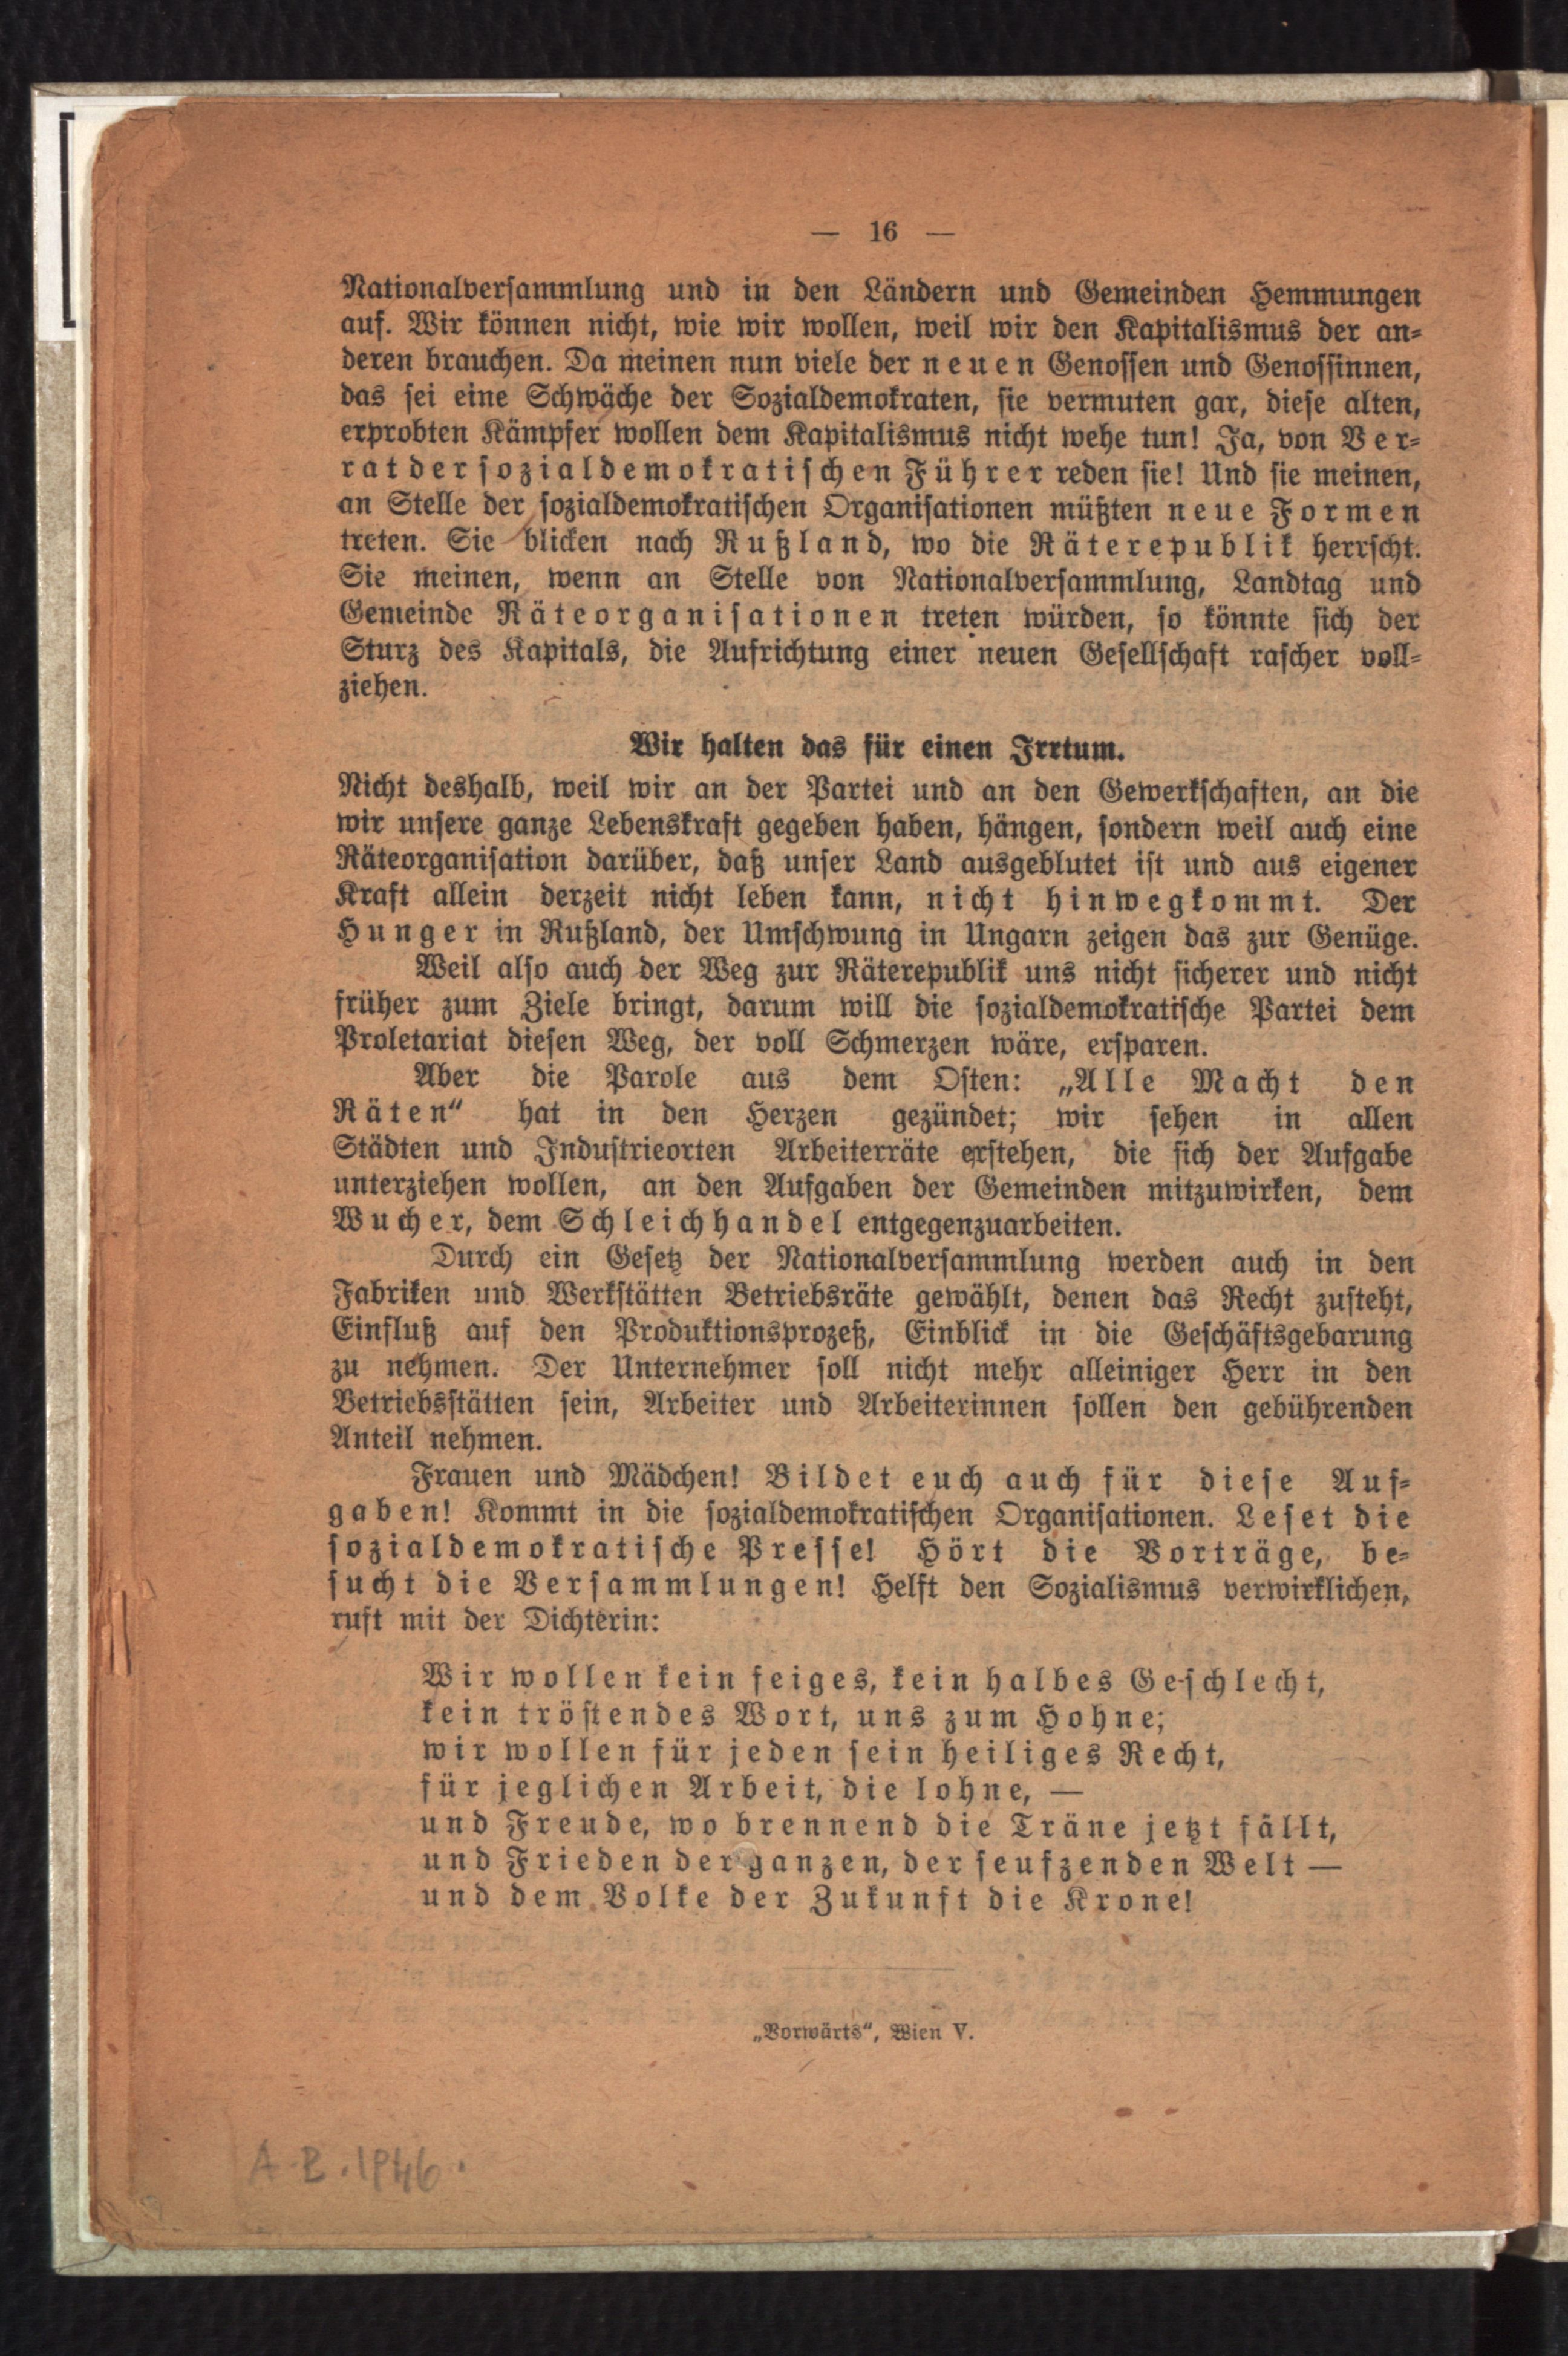 — 16 —
Nationalversammlung und in den Ländern und Gemeinden Hemmungen
auf. Wir können nicht, wie wir wollen, weil wir den Kapitalismus der an-
deren brauchen. Da meinen nun viele der neuen Genossen und Genossinnen,
das sei eine Schwäche der Sozialdemokraten, sie vermuten gar, diese alten,
erprobten Kämpfer wollen dem Kapitalismus nicht wehe tun! Ja, von Ver-
rat der sozialdemokratischen Führer reden sie! Und sie meinen,
an Stelle der sozialdemokratischen Organisationen müßten neue Formen
treten. Sie blicken nach Rußland, wo die Räterepublik herrscht.
Sie meinen, wenn an Stelle von Nationalversammlung, Landtag und
Gemeinde Räteorganisationen treten würden, so könnte sich der
Sturz des Kapitals, die Aufrichtung einer neuen Gesellschaft rascher voll-
ziehen.
Wir halten das für einen Irrtum.
Nicht deshalb, weil wir an der Partei und an den Gewerkschaften, an die
wir unsere ganze Lebenskraft gegeben haben, hängen, sondern weil auch eine
Räteorganisation darüber, daß unser Land ausgeblutet ist und aus eigener
Kraft allein derzeit nicht leben kann, nicht hinwegkommt. Der
Hunger in Rußland, der Umschwung in Ungarn zeigen das zur Genüge.
Weil also auch der Weg zur Räterepublik uns nicht sicherer und nicht
früher zum Ziele bringt, darum will die sozialdemokratische Partei dem
Proletariat diesen Weg, der voll Schmerzen wäre, ersparen.
Aber die Parole aus dem Osten: „Alle Macht den
Räten“ hat in den Herzen gezündet; wir sehen in allen
Städten und Industrieorten Arbeiterräte erstehen, die sich der Aufgabe
unterziehen wollen, an den Aufgaben der Gemeinden mitzuwirken, dem
Wucher, dem Schleichhandel entgegenzuarbeiten.
Durch ein Gesetz der Nationalversammlung werden auch in den
Fabriken und Werkstätten Betriebsräte gewählt, denen das Recht zusteht,
Einfluß auf den Produktionsprozeß, Einblick in die Geschäftsgebarung
zu nehmen. Der Unternehmer soll nicht mehr alleiniger Herr in den
Betriebsstätten sein, Arbeiter und Arbeiterinnen sollen den gebührenden
Anteil nehmen.
Frauen und Mädchen! Bildet euch auch für diese Auf-
gaben! Kommt in die sozialdemokratischen Organisationen. Leset die
sozialdemokratische Presse! Hört die Vorträge, be-
sucht die Versammlungen! Helft den Sozialismus verwirklichen,
ruft mit der Dichterin:
Wir wollen kein feiges, kein halbes Geschlecht,
kein tröstendes Wort, uns zum Hohne;
wir wollen für jeden sein heiliges Recht,
für jeglichen Arbeit, die lohne, —
und Freude, wo brennend die Träne jetzt fällt,
und Frieden der ganzen, der seufzenden Welt —
und dem Volke der Zukunft die Krone!
„Vorwärts“, Wien V.
A. B. 1946.